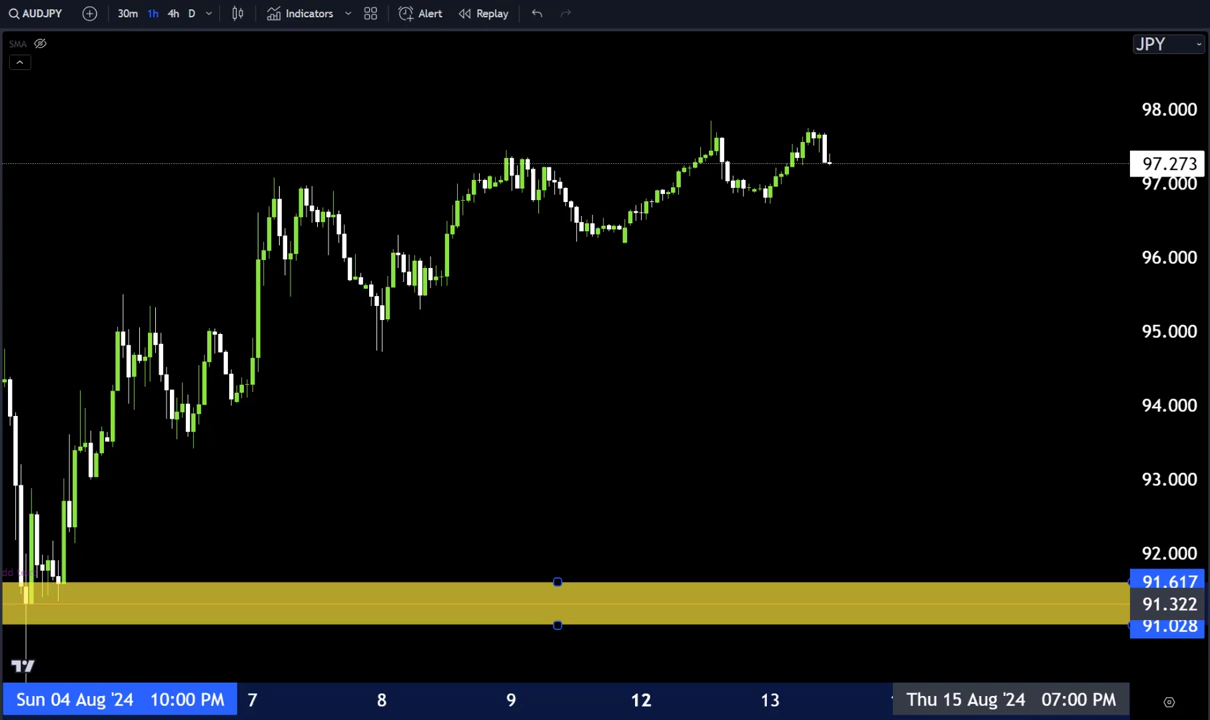 AUDJPY 30m 1h 4h D Indicators Alert Replay
SMA
JPY
98.000
97.273
97.000
96.000
95.000
94.000
93.000
92.000
91.617
91.322
91.028
Sun 04 Aug '24 10:00 PM 7 8 9 12 13 Thu 15 Aug '24 07:00 PM